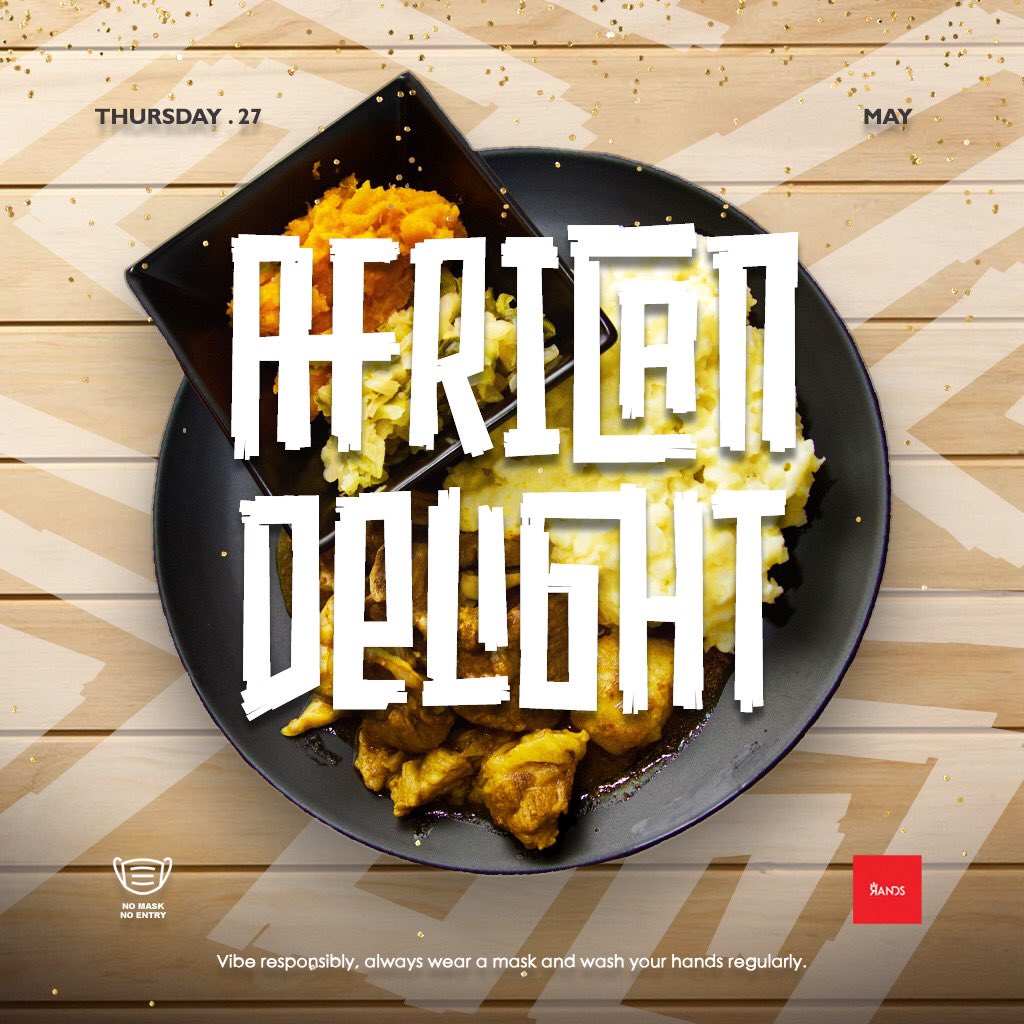 THURSDAY . 27
MAY
AFRICAN
DELIGHT
NO MASK
NO ENTRY
Vibe responsibly, always wear a mask and wash your hands regularly.